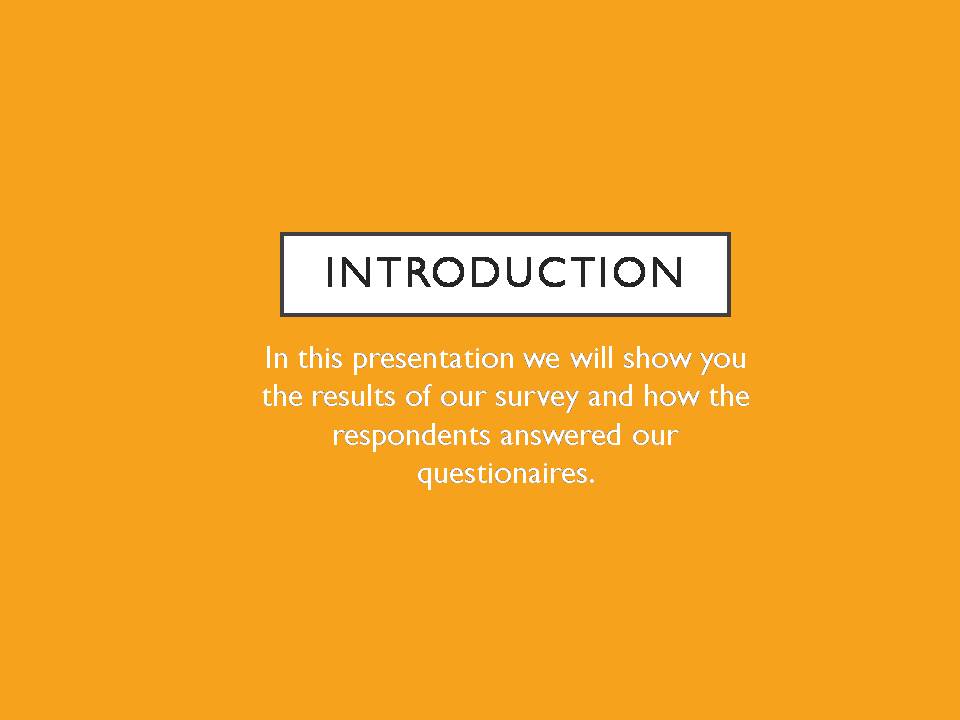 INTRODUCTION
In this presentation we will show you
the results of our survey and how the
respondents answered our
questionaires.